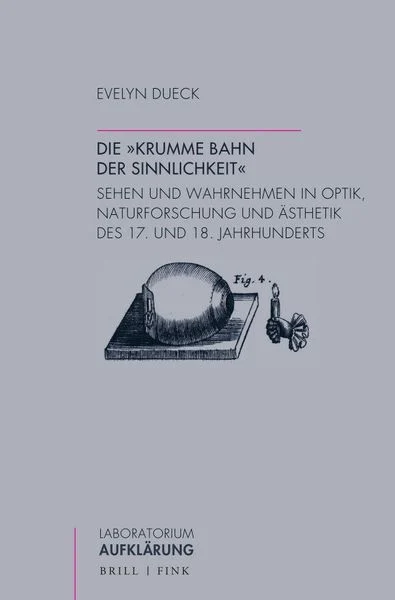 EVELYN DUECK
DIE »KRUMME BAHN
DER SINNLICHKEIT«
SEHEN UND WAHRNEHMEN IN OPTIK,
NATURFORSCHUNG UND ÄSTHETIK
DES 17. UND 18. JAHRHUNDERTS
Fig. 4.
LABORATORIUM
AUFKLÄRUNG
BRILL | FINK